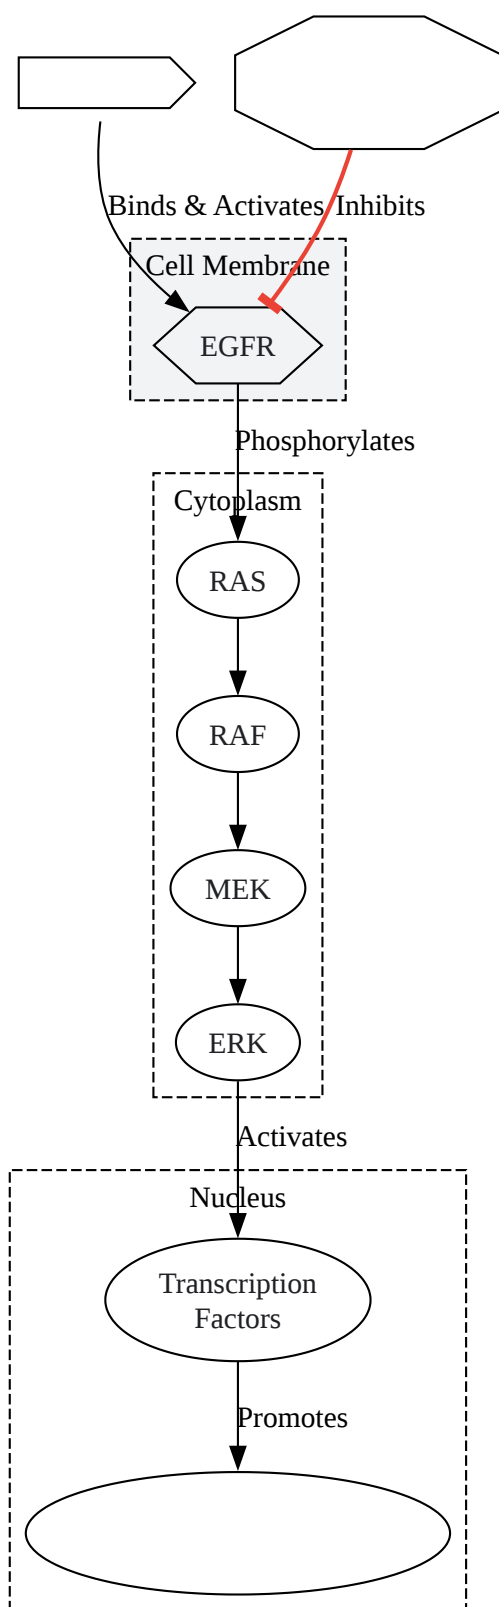 Binds & Activates
Inhibits
Cell Membrane
EGFR
Phosphorylates
Cytoplasm
RAS
RAF
MEK
ERK
Activates
Nucleus
Transcription
Factors
Promotes